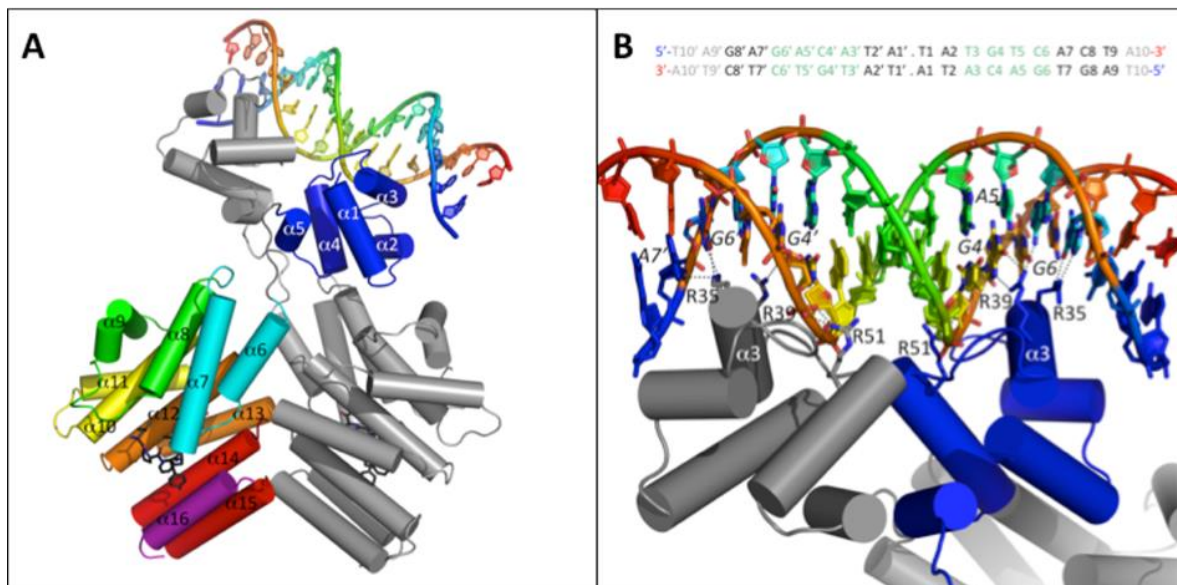 A
α3
α1
α5
α4
α2
α9
α8
α6
α11
α7
α12
α13
α10
α14
α16
α15
B
5'-T10' A9' G8' A7' G6' A5' C4' A3' T2' A1' . T1 A2 T3 G4 T5 C6 A7 C8 T9 A10-3'
3'-A10' T9' C8' T7' C6' T5' G4' T3' A2' T1' . A1 T2 A3 C4 A5 G6 T7 G8 A9 T10-5'
A5
G6
G4'
G4
A7'
G6
R35
R39
R39
R35
R51
R51
α3
α3